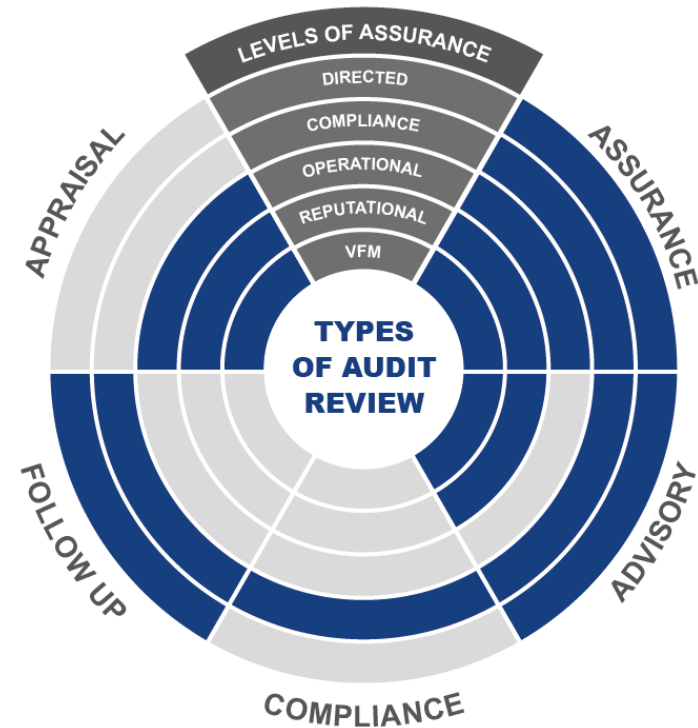 LEVELS OF ASSURANCE
DIRECTED
COMPLIANCE
OPERATIONAL
REPUTATIONAL
VFM
TYPES
OF AUDIT
REVIEW
APPRAISAL
ASSURANCE
FOLLOW UP
ADVISORY
COMPLIANCE